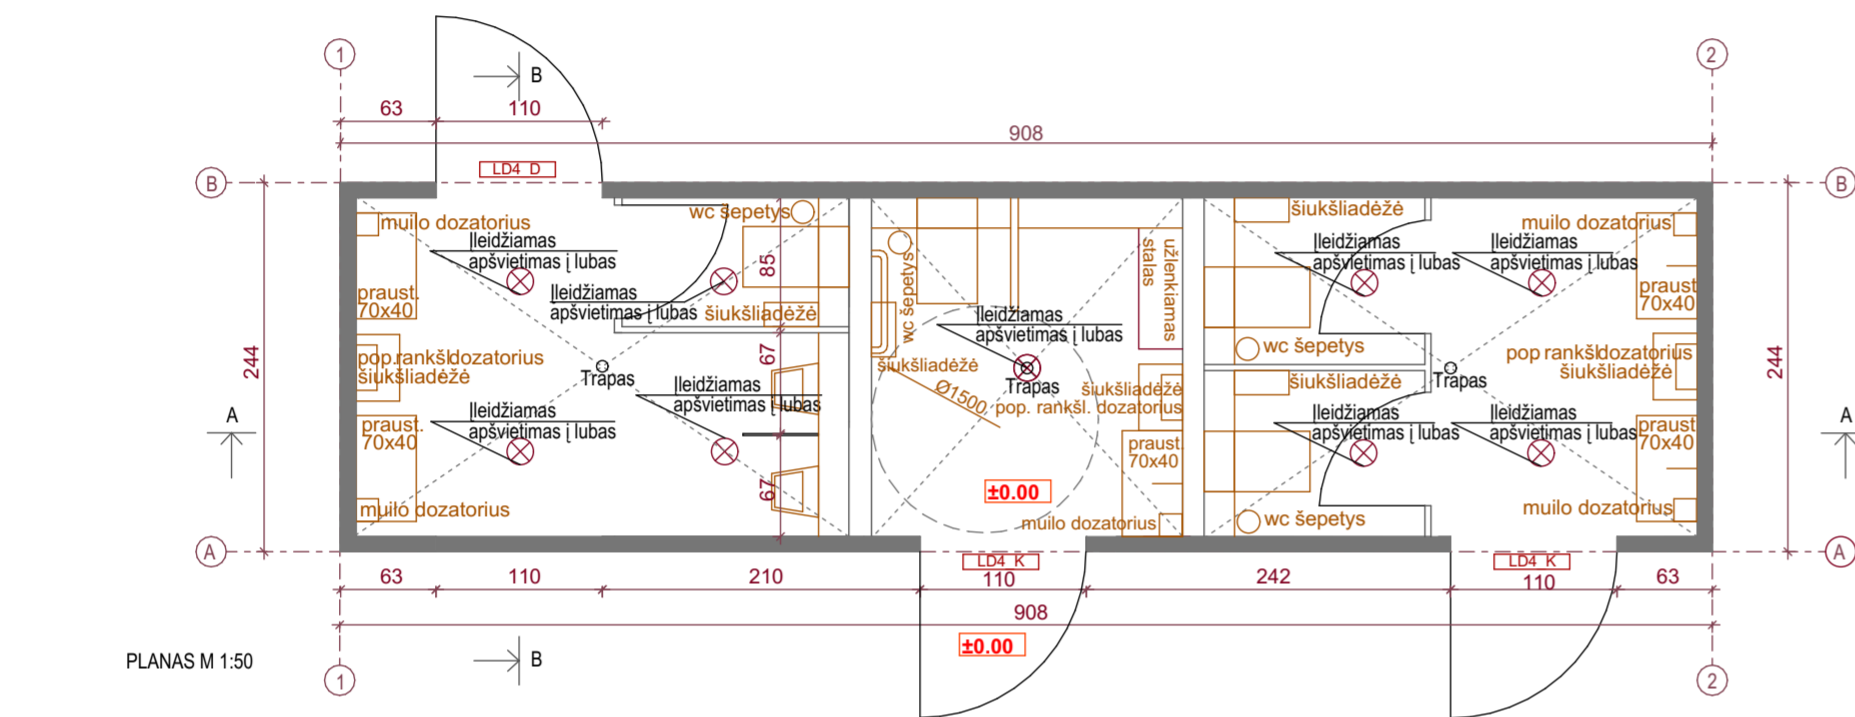 1
2
B
63
110
908
LD4 D
B
B
muilo dozatorius
wc šepetys
šiukšliadėžė
muilo dozatorius
Įleidžiamas
apšvietimas į lubas
Įleidžiamas
apšvietimas į lubas
Įleidžiamas
apšvietimas į lubas
85
wc šepetys
užlenkiamas
stalas
praust.
70x40
Įleidžiamas
apšvietimas į lubas
šiukšliadėžė
Įleidžiamas
apšvietimas į lubas
praust
70x40
244
67
244
pop.rankšl
dozatorius
šiukšliadėžė
Trapas
šiukšliadėžė
Trapas
wc šepetys
pop rankšl
dozatorius
šiukšliadėžė
Įleidžiamas
apšvietimas į lubas
Ø1500
šiukšliadėžė
pop. rankšl. dozatorius
šiukšliadėžė
Trapas
A
praust.
70x40
Įleidžiamas
apšvietimas į lubas
praust
70x40
Įleidžiamas
apšvietimas į lubas
Įleidžiamas
apšvietimas į lubas
praust
70x40
A
67
±0.00
muilo dozatorius
muilo dozatorius
wc šepetys
muilo dozatorius
A
A
LD4 K
LD4 K
63
110
210
110
242
110
63
908
±0.00
PLANAS M 1:50
B
1
2